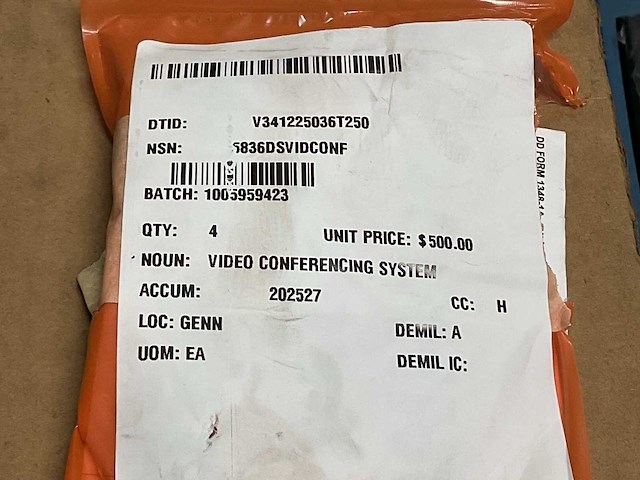 DTID: V341225036T250
NSN: 5836DSVIDCONF
BATCH: 1005959423
QTY: 4 UNIT PRICE: $500.00
NOUN: VIDEO CONFERENCING SYSTEM
ACCUM: 202527 CC: H
LOC: GENN DEMIL: A
UOM: EA DEMIL IC:
DD FORM 1348-1A